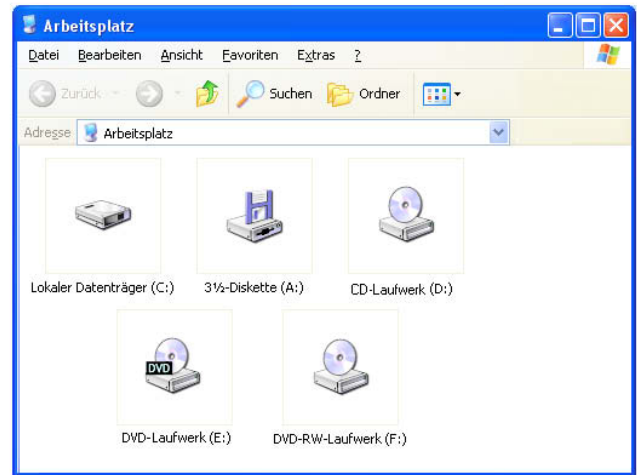 Arbeitsplatz
Datei Bearbeiten Ansicht Favoriten Extras ?
Zurück Suchen Ordner
Adresse Arbeitsplatz
Lokaler Datenträger (C:) 3½-Diskette (A:) CD-Laufwerk (D:)
DVD
DVD-Laufwerk (E:) DVD-RW-Laufwerk (F:)